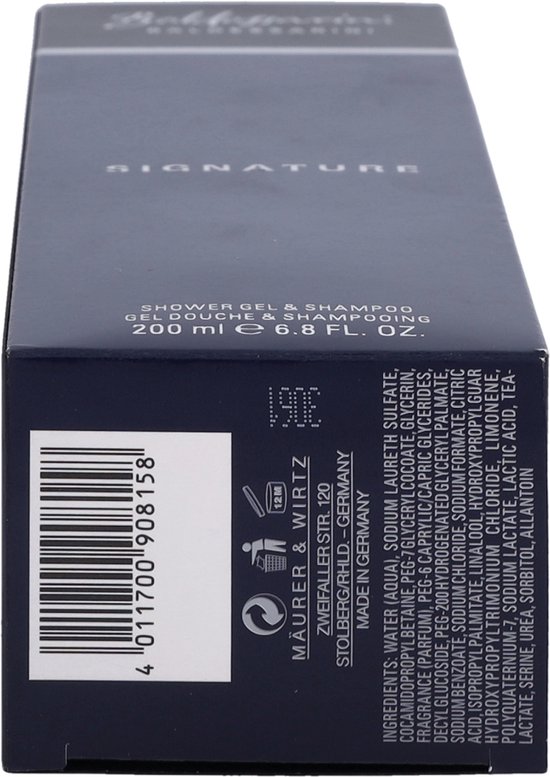 Baldessarini
BALDESSARINI
SIGNATURE
SHOWER GEL & SHAMPOO
GEL DOUCHE & SHAMPOOING
200 ml e 6.8 FL. OZ.
4 011700 908158
3061
12M
MÄURER & WIRTZ
ZWEIFALLER STR. 120
STOLBERG/RHLD. - GERMANY
MADE IN GERMANY
INGREDIENTS: WATER (AQUA), SODIUM LAURETH SULFATE,
COCAMIDOPROPYL BETAINE, PEG-7 GLYCERYL COCOATE, GLYCERIN,
FRAGRANCE (PARFUM), PEG-6 CAPRYLIC/CAPRIC GLYCERIDES,
DECYL GLUCOSIDE, PEG-200 HYDROGENATED GLYCERYL PALMATE,
SODIUM BENZOATE, SODIUM CHLORIDE, SODIUM FORMATE, CITRIC
ACID, ISOPROPYL PALMITATE, LINALOOL, HYDROXYPROPYL GUAR
HYDROXYPROPYLTRIMONIUM CHLORIDE, LIMONENE,
POLYQUATERNIUM-7, SODIUM LACTATE, LACTIC ACID, TEA-
LACTATE, SERINE, UREA, SORBITOL, ALLANTOIN